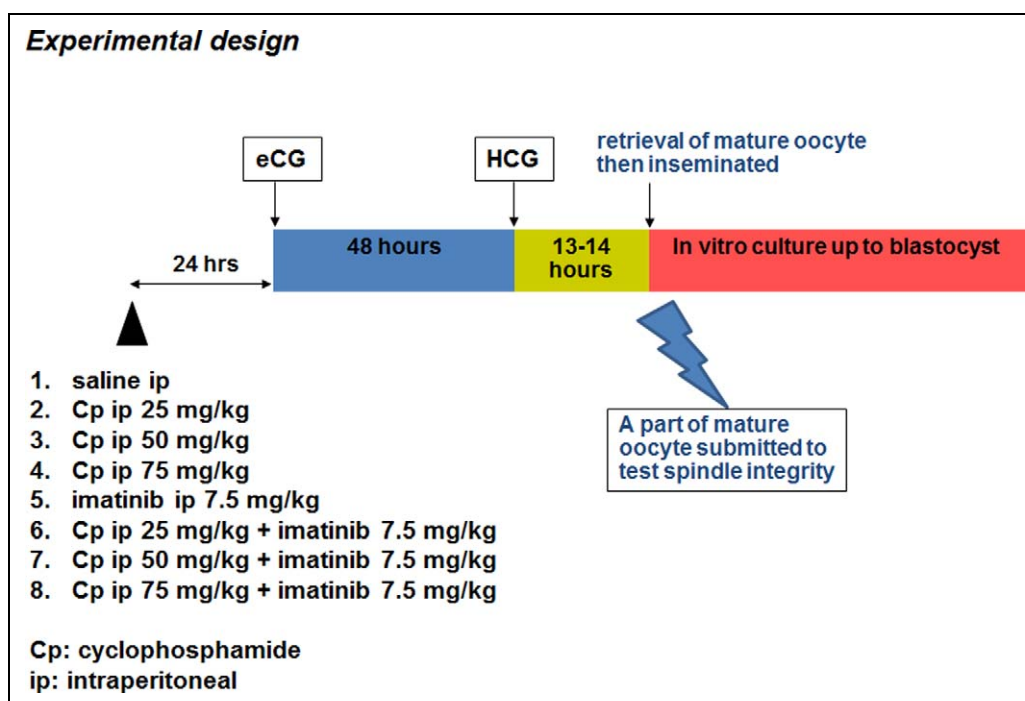 Experimental design
eCG
HCG
retrieval of mature oocyte
then inseminated
24 hrs
48 hours
13-14
hours
In vitro culture up to blastocyst
1. saline ip
2. Cp ip 25 mg/kg
3. Cp ip 50 mg/kg
4. Cp ip 75 mg/kg
5. imatinib ip 7.5 mg/kg
6. Cp ip 25 mg/kg + imatinib 7.5 mg/kg
7. Cp ip 50 mg/kg + imatinib 7.5 mg/kg
8. Cp ip 75 mg/kg + imatinib 7.5 mg/kg
A part of mature
oocyte submitted to
test spindle integrity
Cp: cyclophosphamide
ip: intraperitoneal